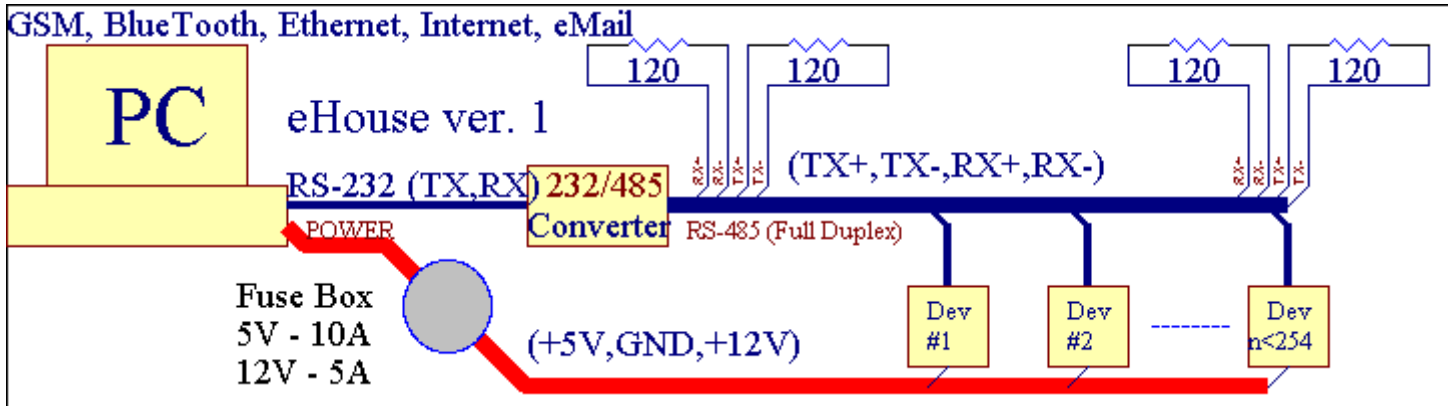 GSM, BlueTooth, Ethernet, Internet, eMail
120
120
120
120
PC
eHouse ver. 1
RX+
RX-
TX+
TX-
(TX+,TX-,RX+,RX-)
RX+
RX-
TX+
TX-
RS-232 (TX,RX)
232/485
Converter
POWER
RS-485 (Full Duplex)
Fuse Box
5V - 10A
12V - 5A
(+5V,GND,+12V)
Dev
#1
Dev
#2
--------
Dev
n<254